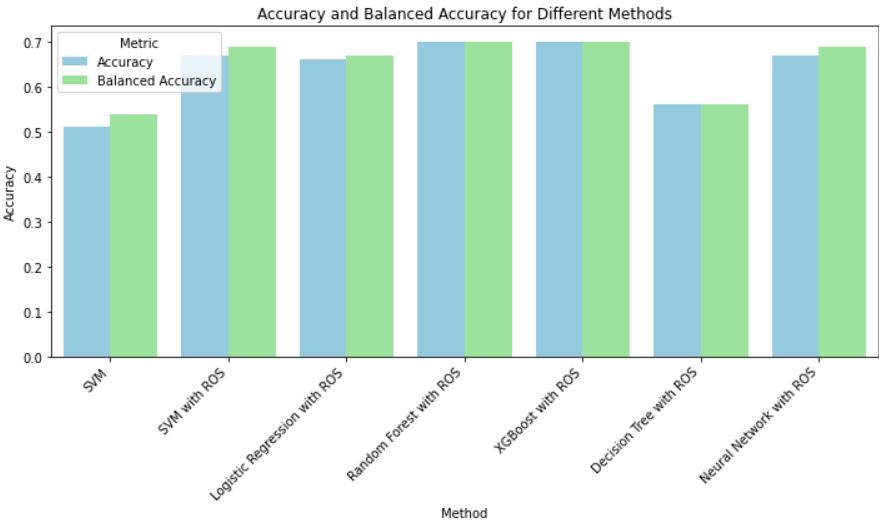 Accuracy and Balanced Accuracy for Different Methods
Metric
Accuracy
Balanced Accuracy
Accuracy
0.7
0.6
0.5
0.4
0.3
0.2
0.1
0.0
SVM
SVM with ROS
Logistic Regression with ROS
Random Forest with ROS
XGBoost with ROS
Decision Tree with ROS
Neural Network with ROS
Method